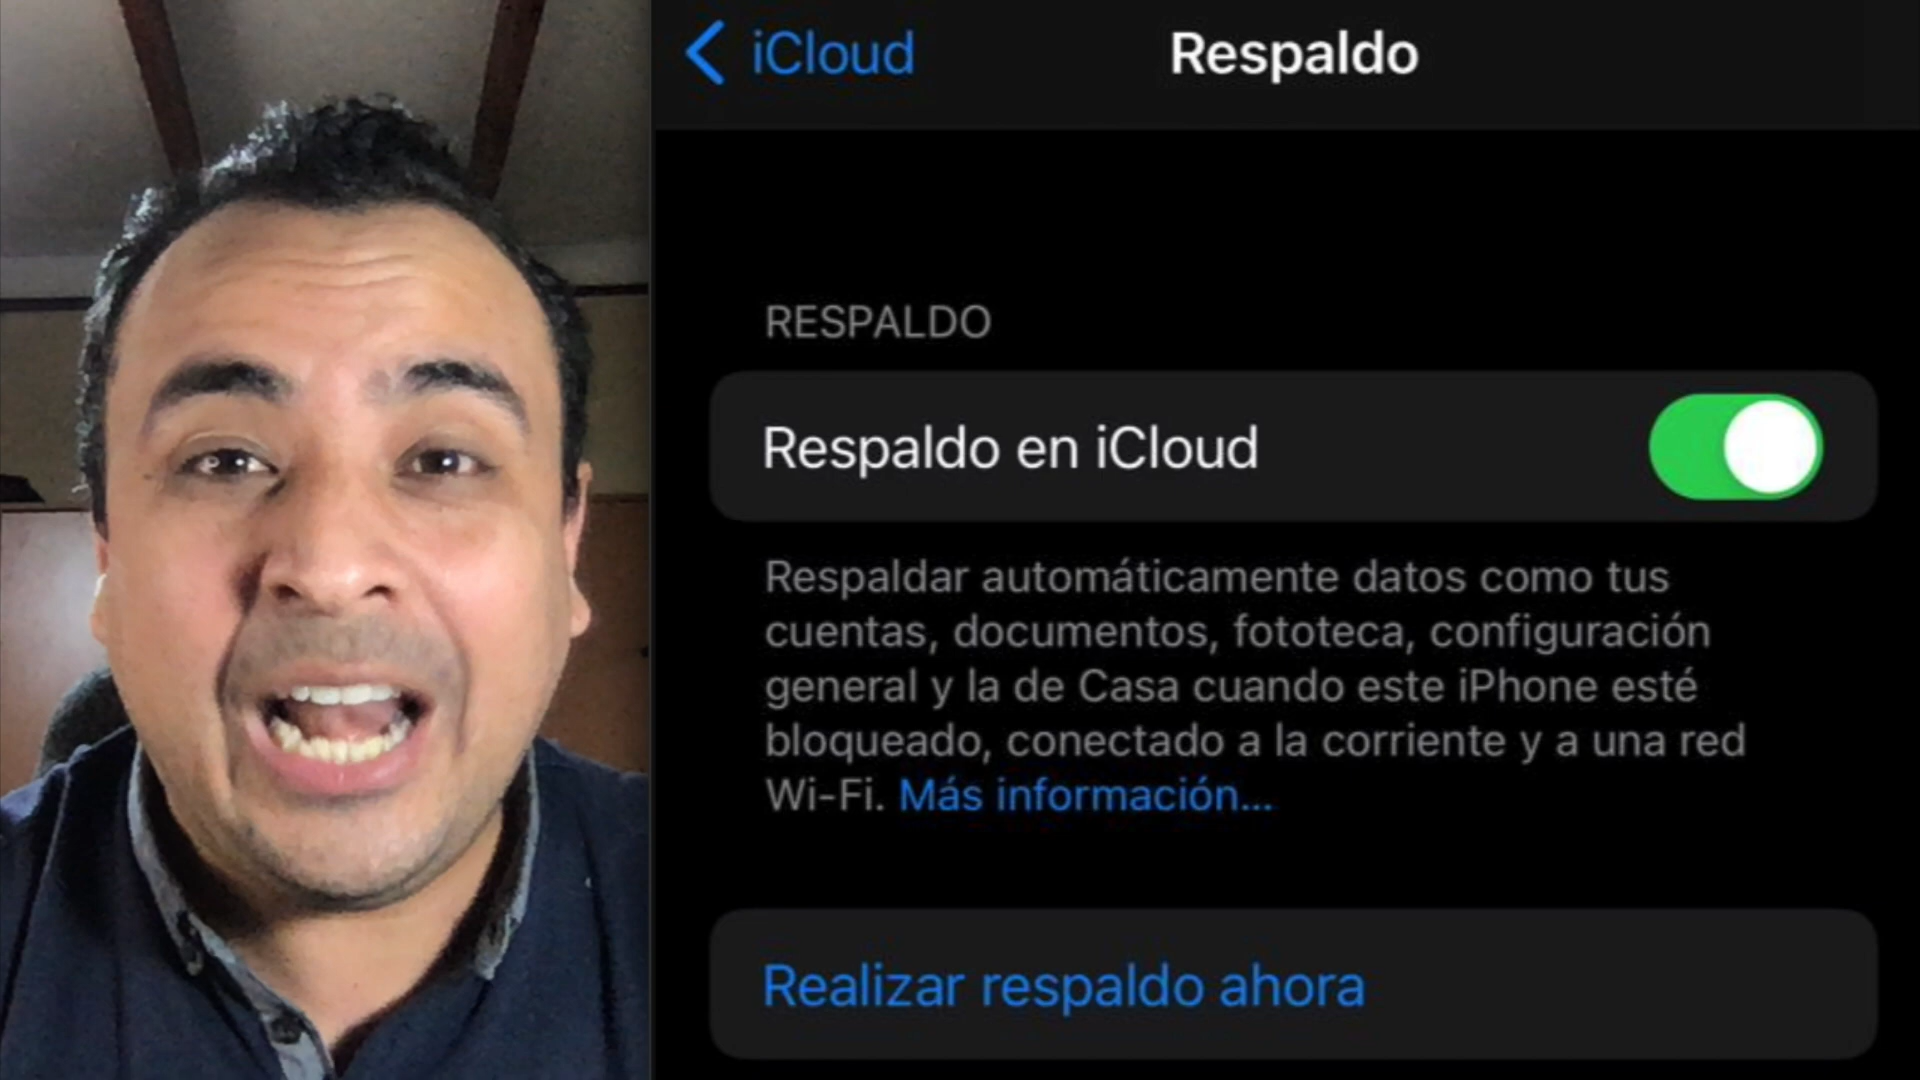 iCloud
Respaldo
RESPALDO
Respaldo en iCloud
Respaldar automáticamente datos como tus
cuentas, documentos, fototeca, configuración
general y la de Casa cuando este iPhone esté
bloqueado, conectado a la corriente y a una red
Wi-Fi. Más información...
Realizar respaldo ahora